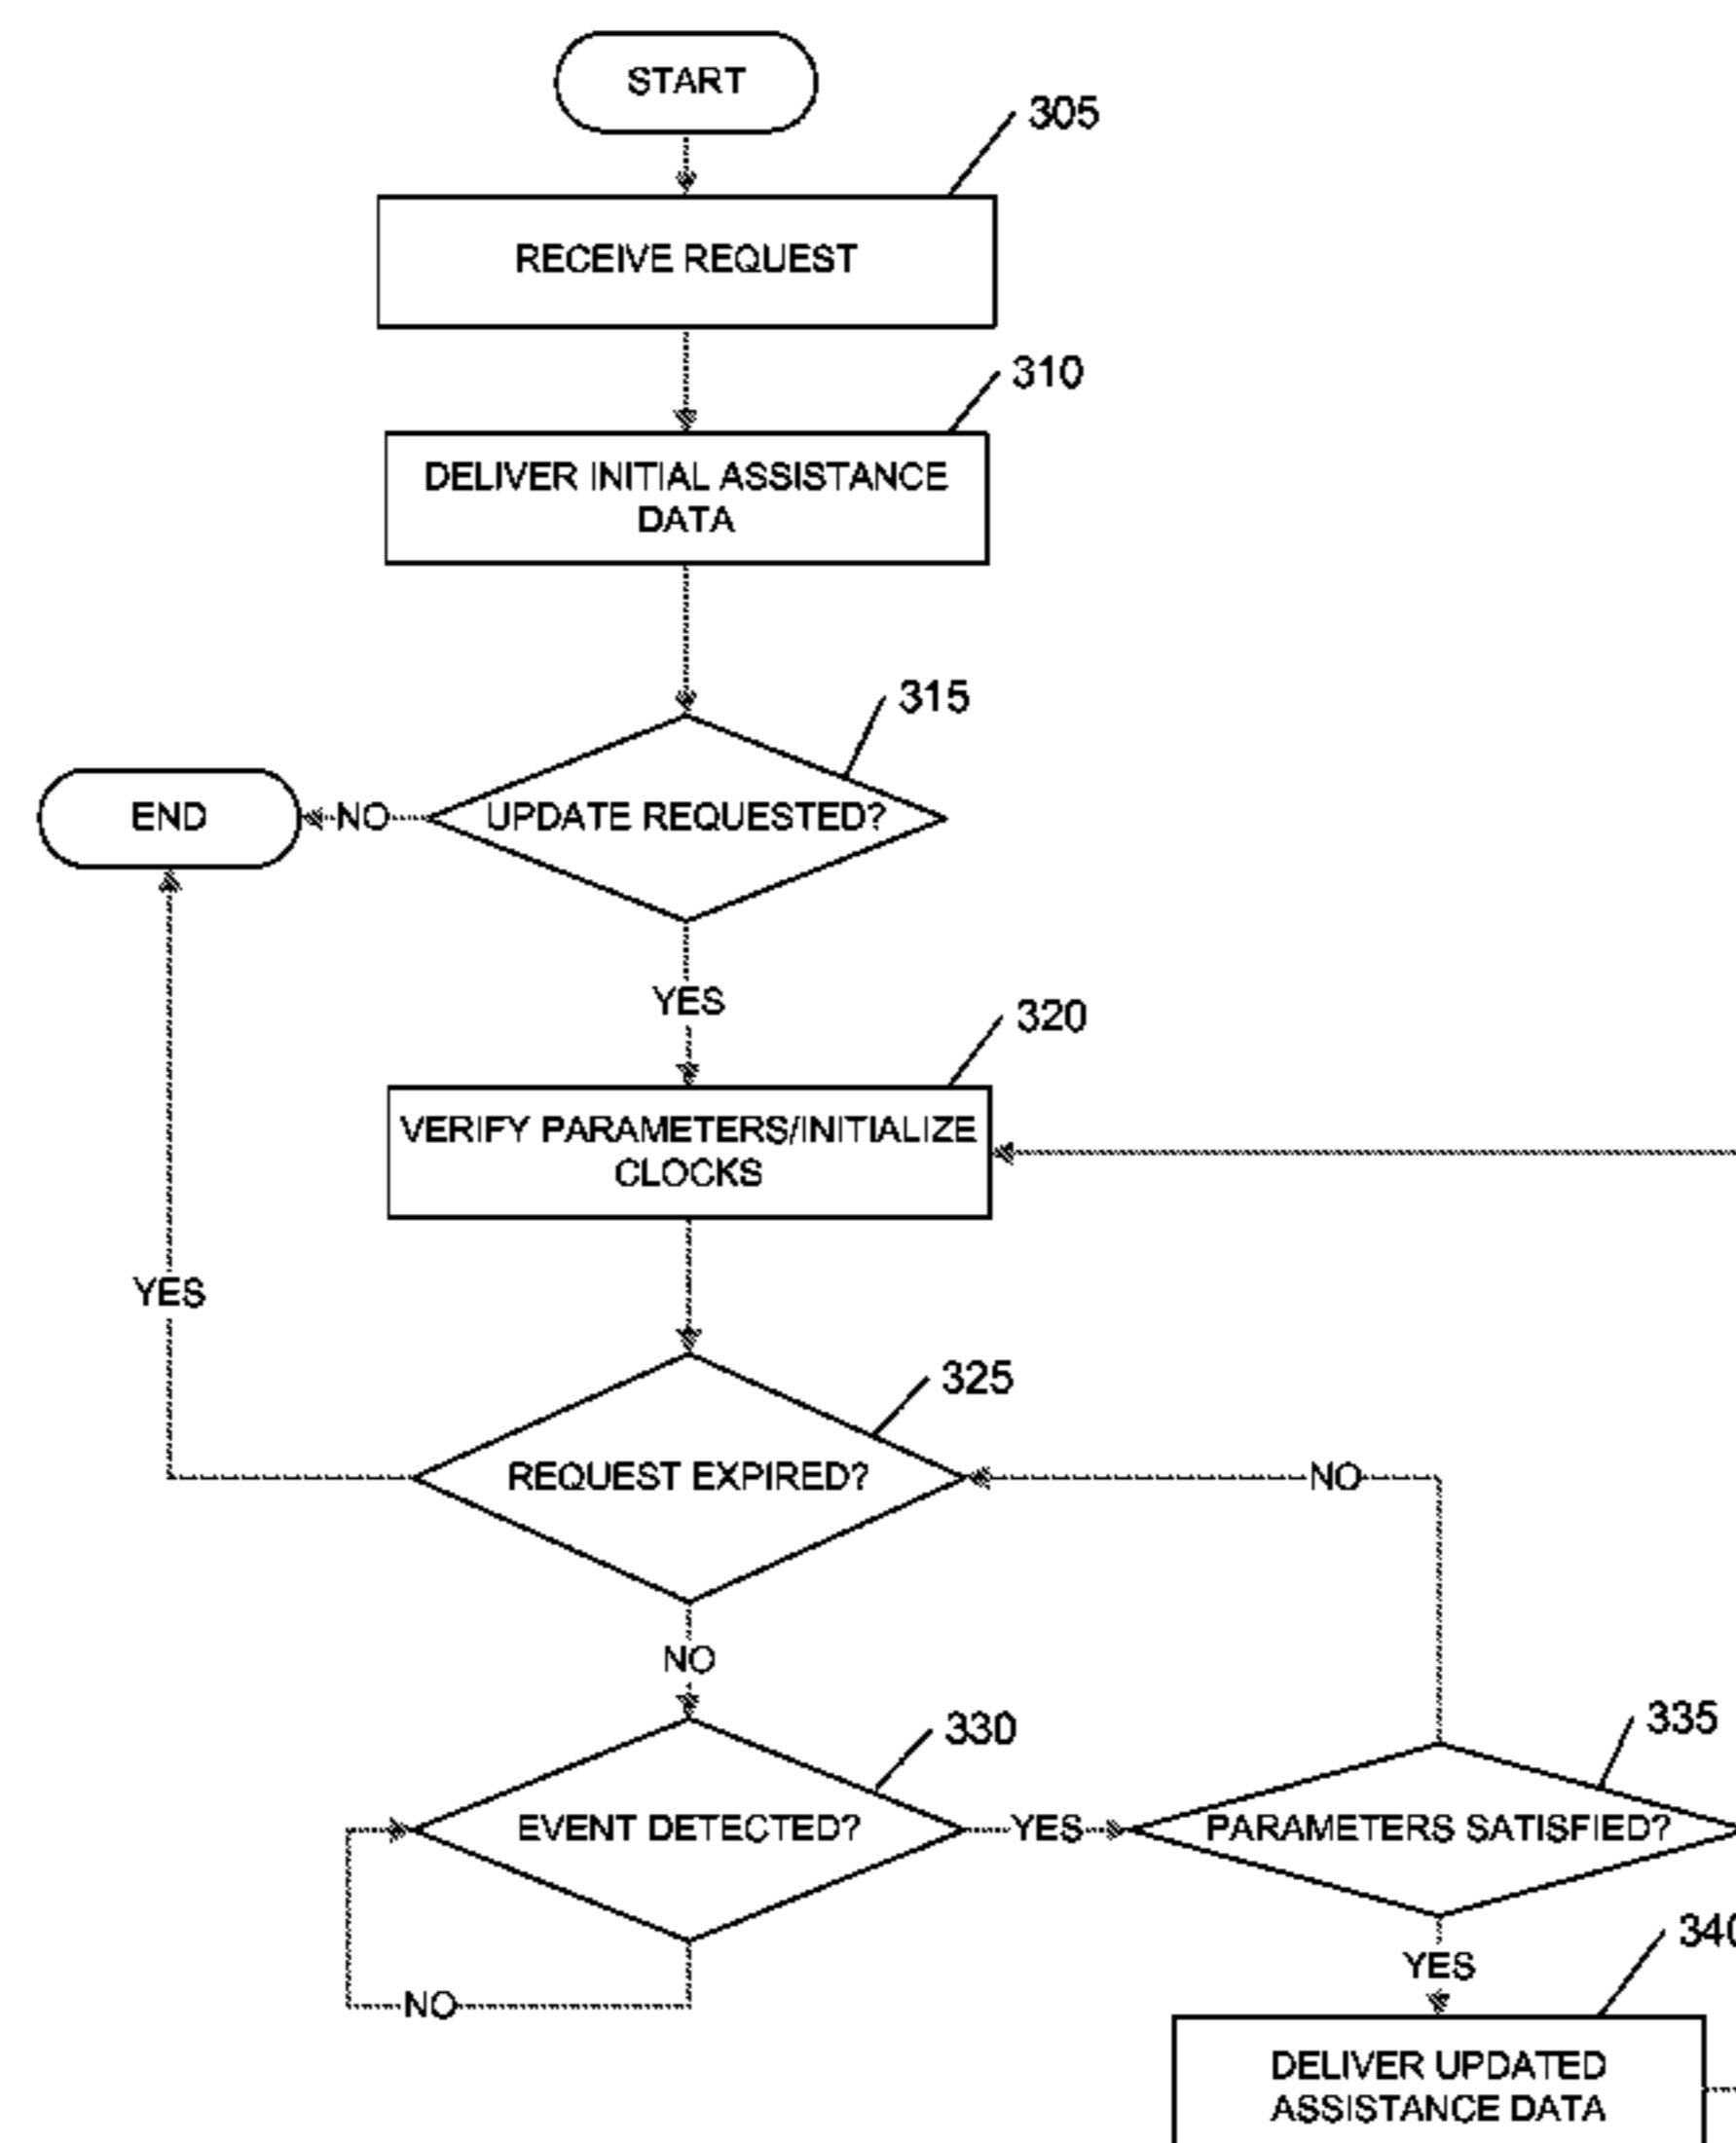 START
305
RECEIVE REQUEST
310
DELIVER INITIAL ASSISTANCE
DATA
315
END
NO
UPDATE REQUESTED?
YES
320
VERIFY PARAMETERS/INITIALIZE
CLOCKS
YES
325
REQUEST EXPIRED?
NO
NO
330
335
EVENT DETECTED?
YES
PARAMETERS SATISFIED?
340
YES
NO
DELIVER UPDATED
ASSISTANCE DATA